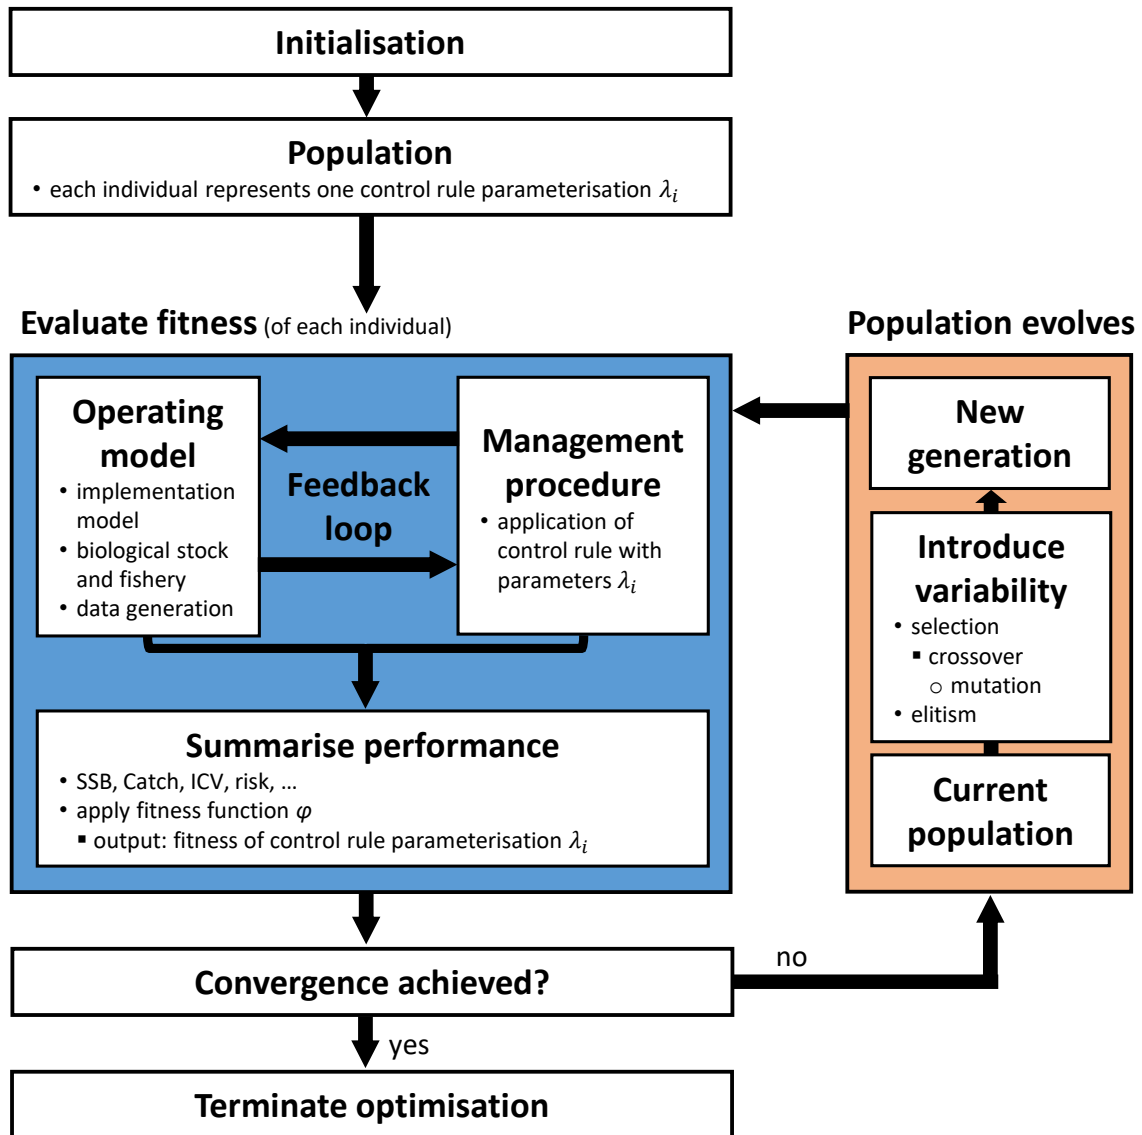 Initialisation
Population
• each individual represents one control rule parameterisation λᵢ
Evaluate fitness (of each individual)
Operating
model
• implementation
model
• biological stock
and fishery
• data generation
Feedback
loop
Management
procedure
• application of
control rule with
parameters λᵢ
Summarise performance
• SSB, Catch, ICV, risk, ...
• apply fitness function φ
▪ output: fitness of control rule parameterisation λᵢ
Population evolves
New
generation
Introduce
variability
• selection
▪ crossover
○ mutation
• elitism
Current
population
Convergence achieved?
no
yes
Terminate optimisation